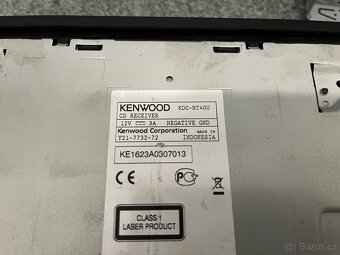 KENWOOD KDC-BT40U
CD RECEIVER
12V ⎓ 3A NEGATIVE GND
Kenwood Corporation MADE IN
Y21-7732-72 INDONESIA
KE1623A0307013
CE
CLASS 1
LASER PRODUCT
Bazoš.cz